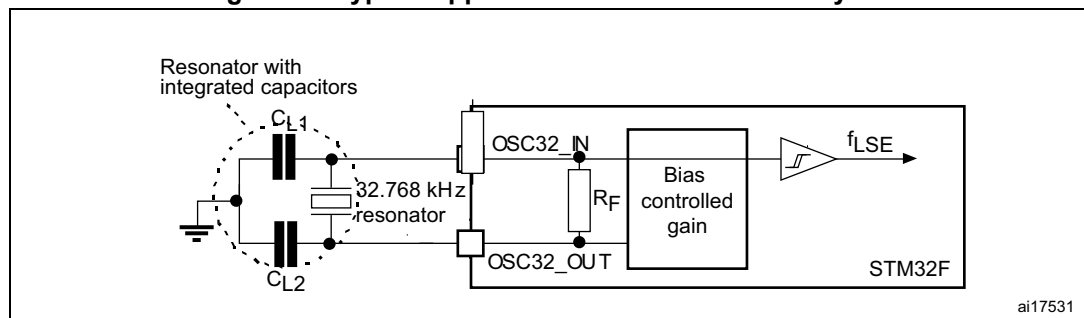 Resonator with
integrated capacitors
CL1
OSC32_IN
fLSE
32.768 kHz
resonator
RF
Bias
controlled
gain
OSC32_OUT
STM32F
CL2
ai17531